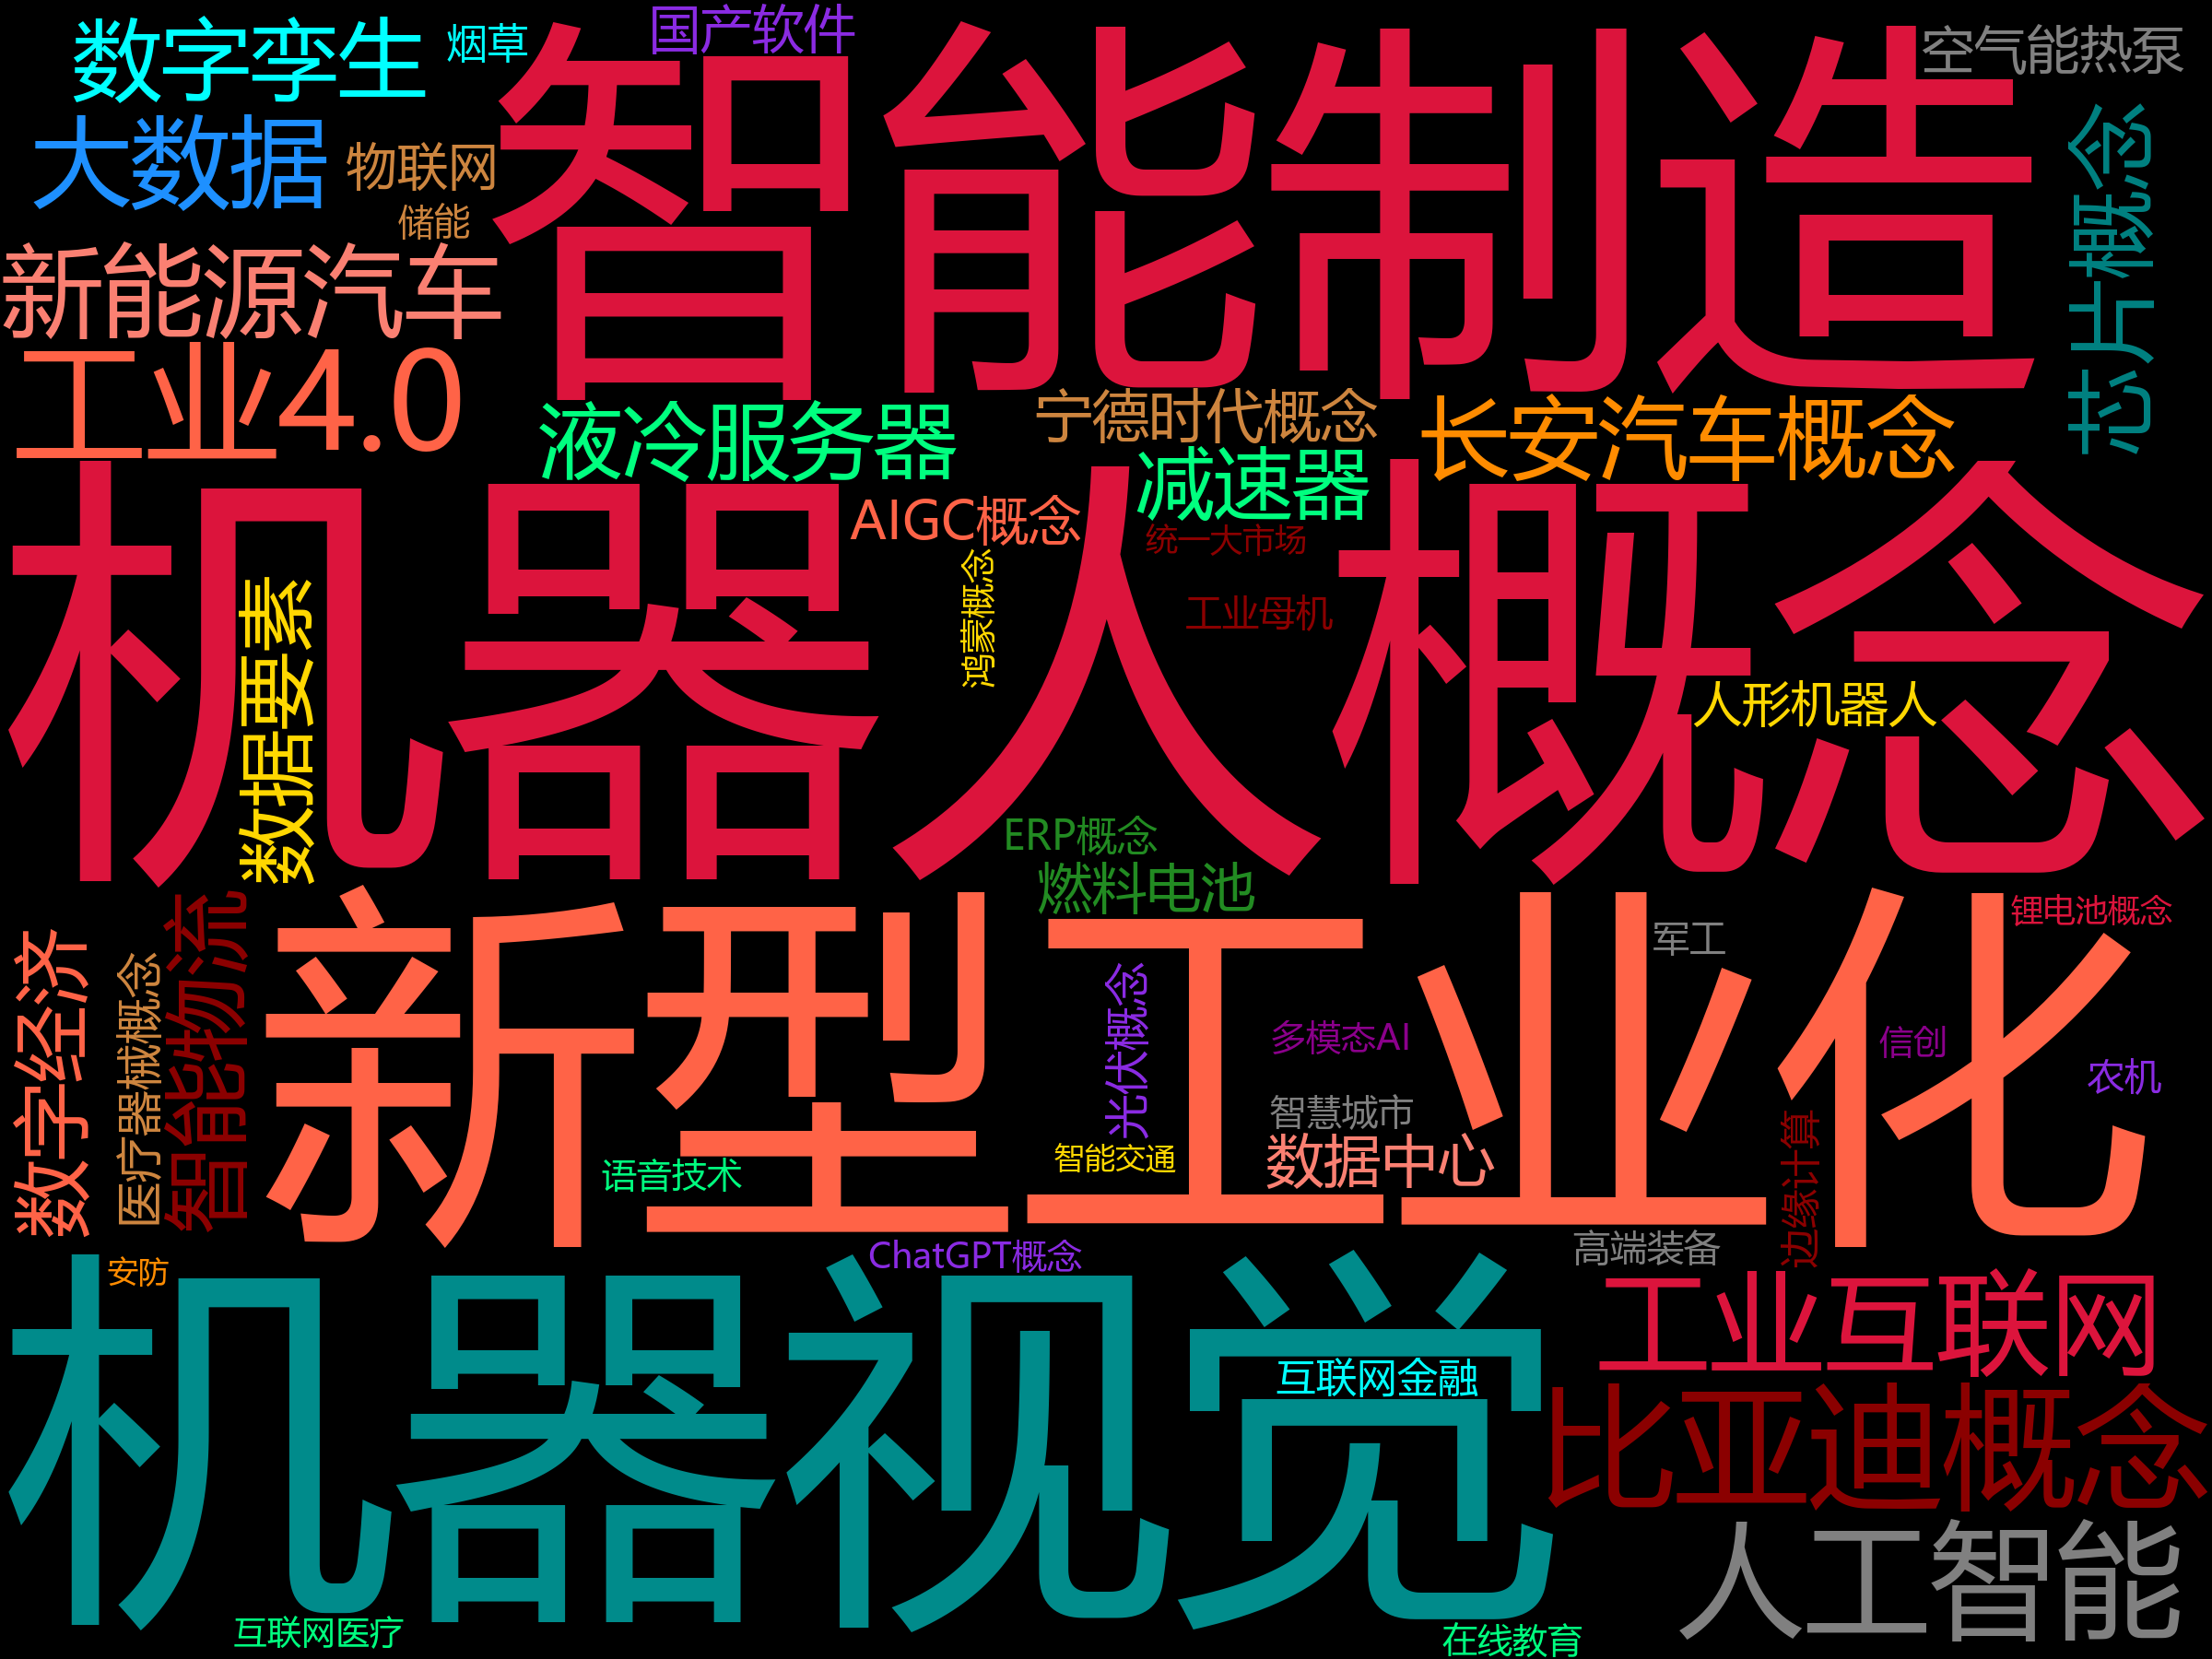 数字孪生
烟草
国产软件
智能制造
空气能热泵
大数据
物联网
储能
芯片概念
新能源汽车
工业4.0
液冷服务器
宁德时代概念
长安汽车概念
减速器
AIGC概念
统一大市场
鸿蒙概念
工业母机
机器人概念
数据要素
人形机器人
ERP概念
燃料电池
新型工业化
锂电池概念
军工
数字经济
医疗器械概念
智能物流
光伏概念
多模态AI
信创
农机
智慧城市
智能交通
数据中心
语音技术
边缘计算
高端装备
ChatGPT概念
安防
机器视觉
工业互联网
互联网金融
比亚迪概念
人工智能
互联网医疗
在线教育